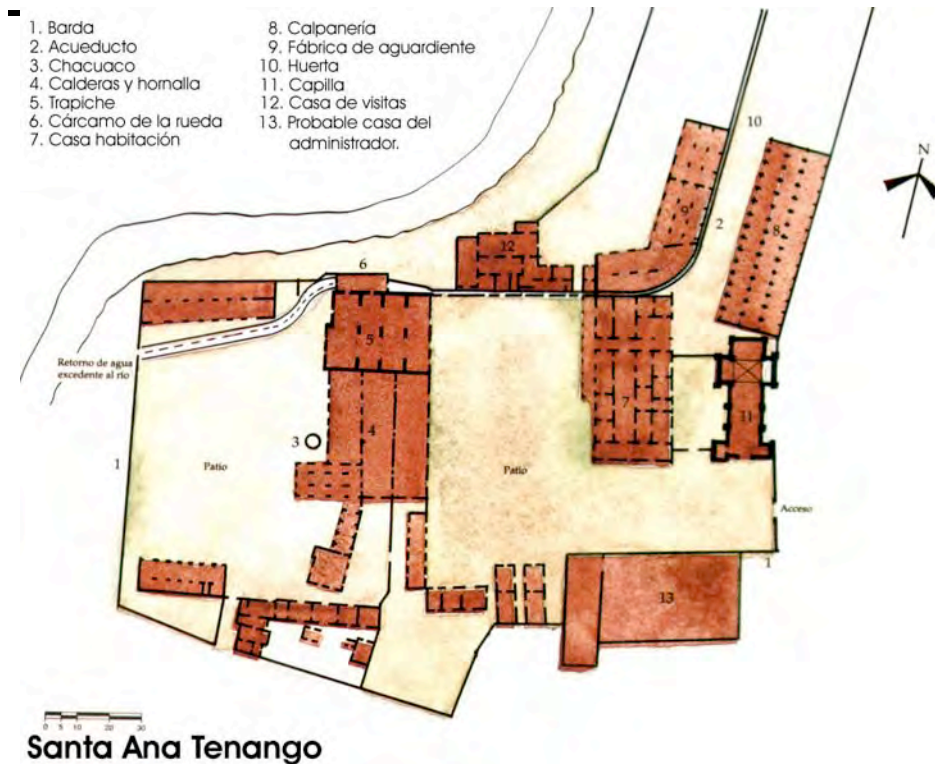 1. Barda
2. Acueducto
3. Chacuaco
4. Calderas y hornalla
5. Trapiche
6. Cárcamo de la rueda
7. Casa habitación
8. Calpanería
9. Fábrica de aguardiente
10. Huerta
11. Capilla
12. Casa de visitas
13. Probable casa del
administrador.
10
N
9
2
8
12
6
5
Retorno de agua
excedente al río
7
11
4
3
1
Patio
Patio
Acceso
1
13
0 5 10 20 30
Santa Ana Tenango